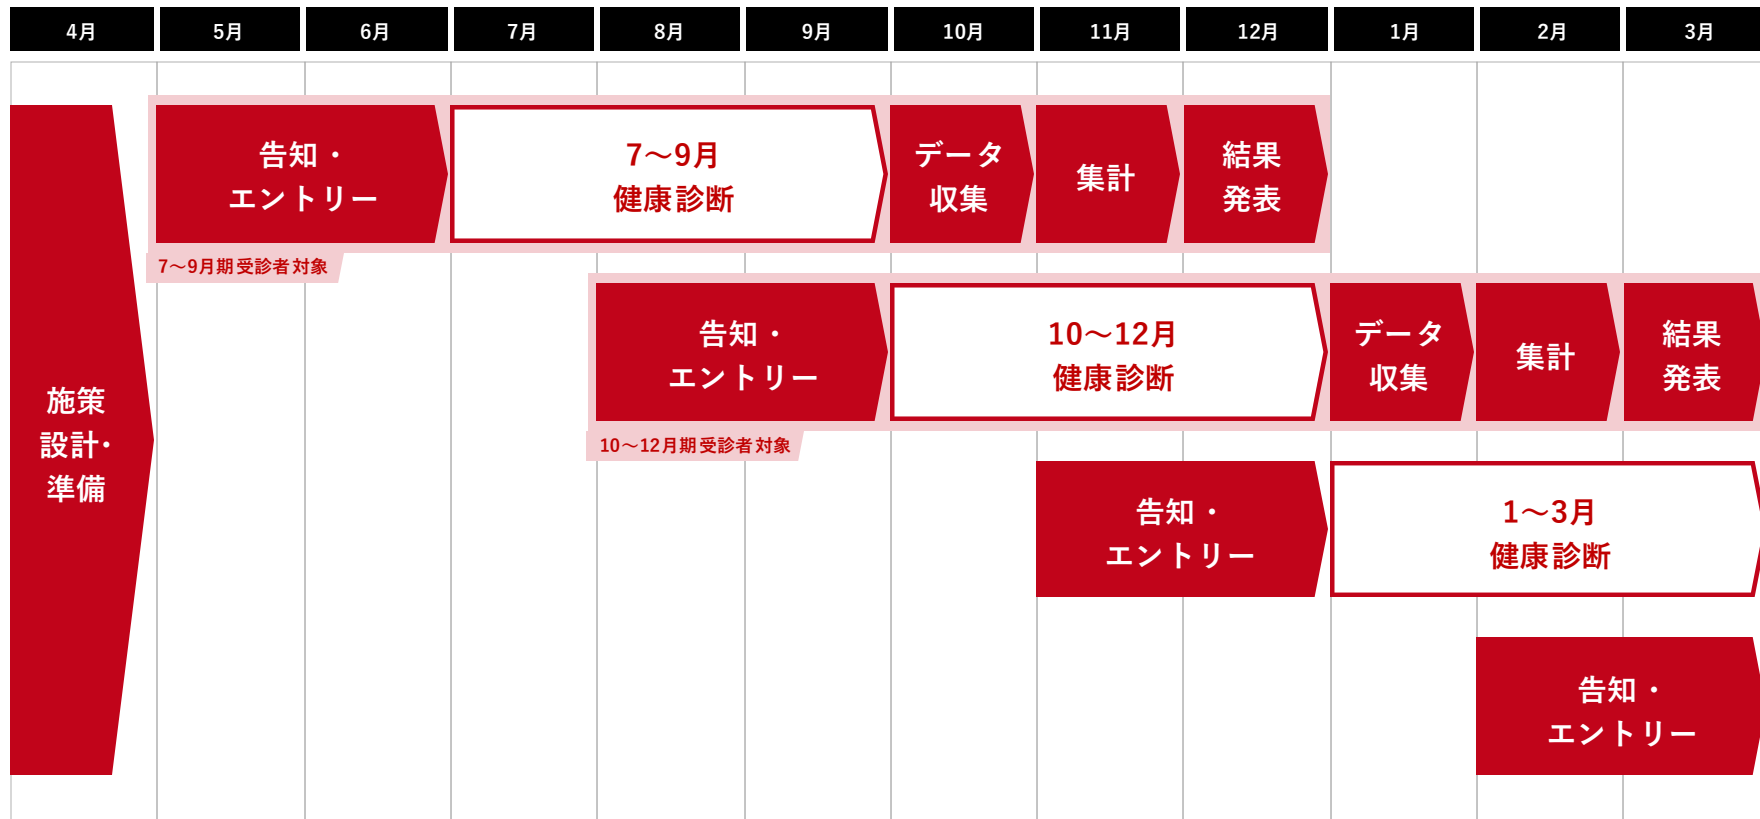 4月
5月
6月
7月
8月
9月
10月
11月
12月
1月
2月
3月
施策
設計・
準備
告知・
エントリー
7〜9月
健康診断
データ
収集
集計
結果
発表
7〜9月期受診者対象
告知・
エントリー
10〜12月
健康診断
データ
収集
集計
結果
発表
10〜12月期受診者対象
告知・
エントリー
1〜3月
健康診断
告知・
エントリー